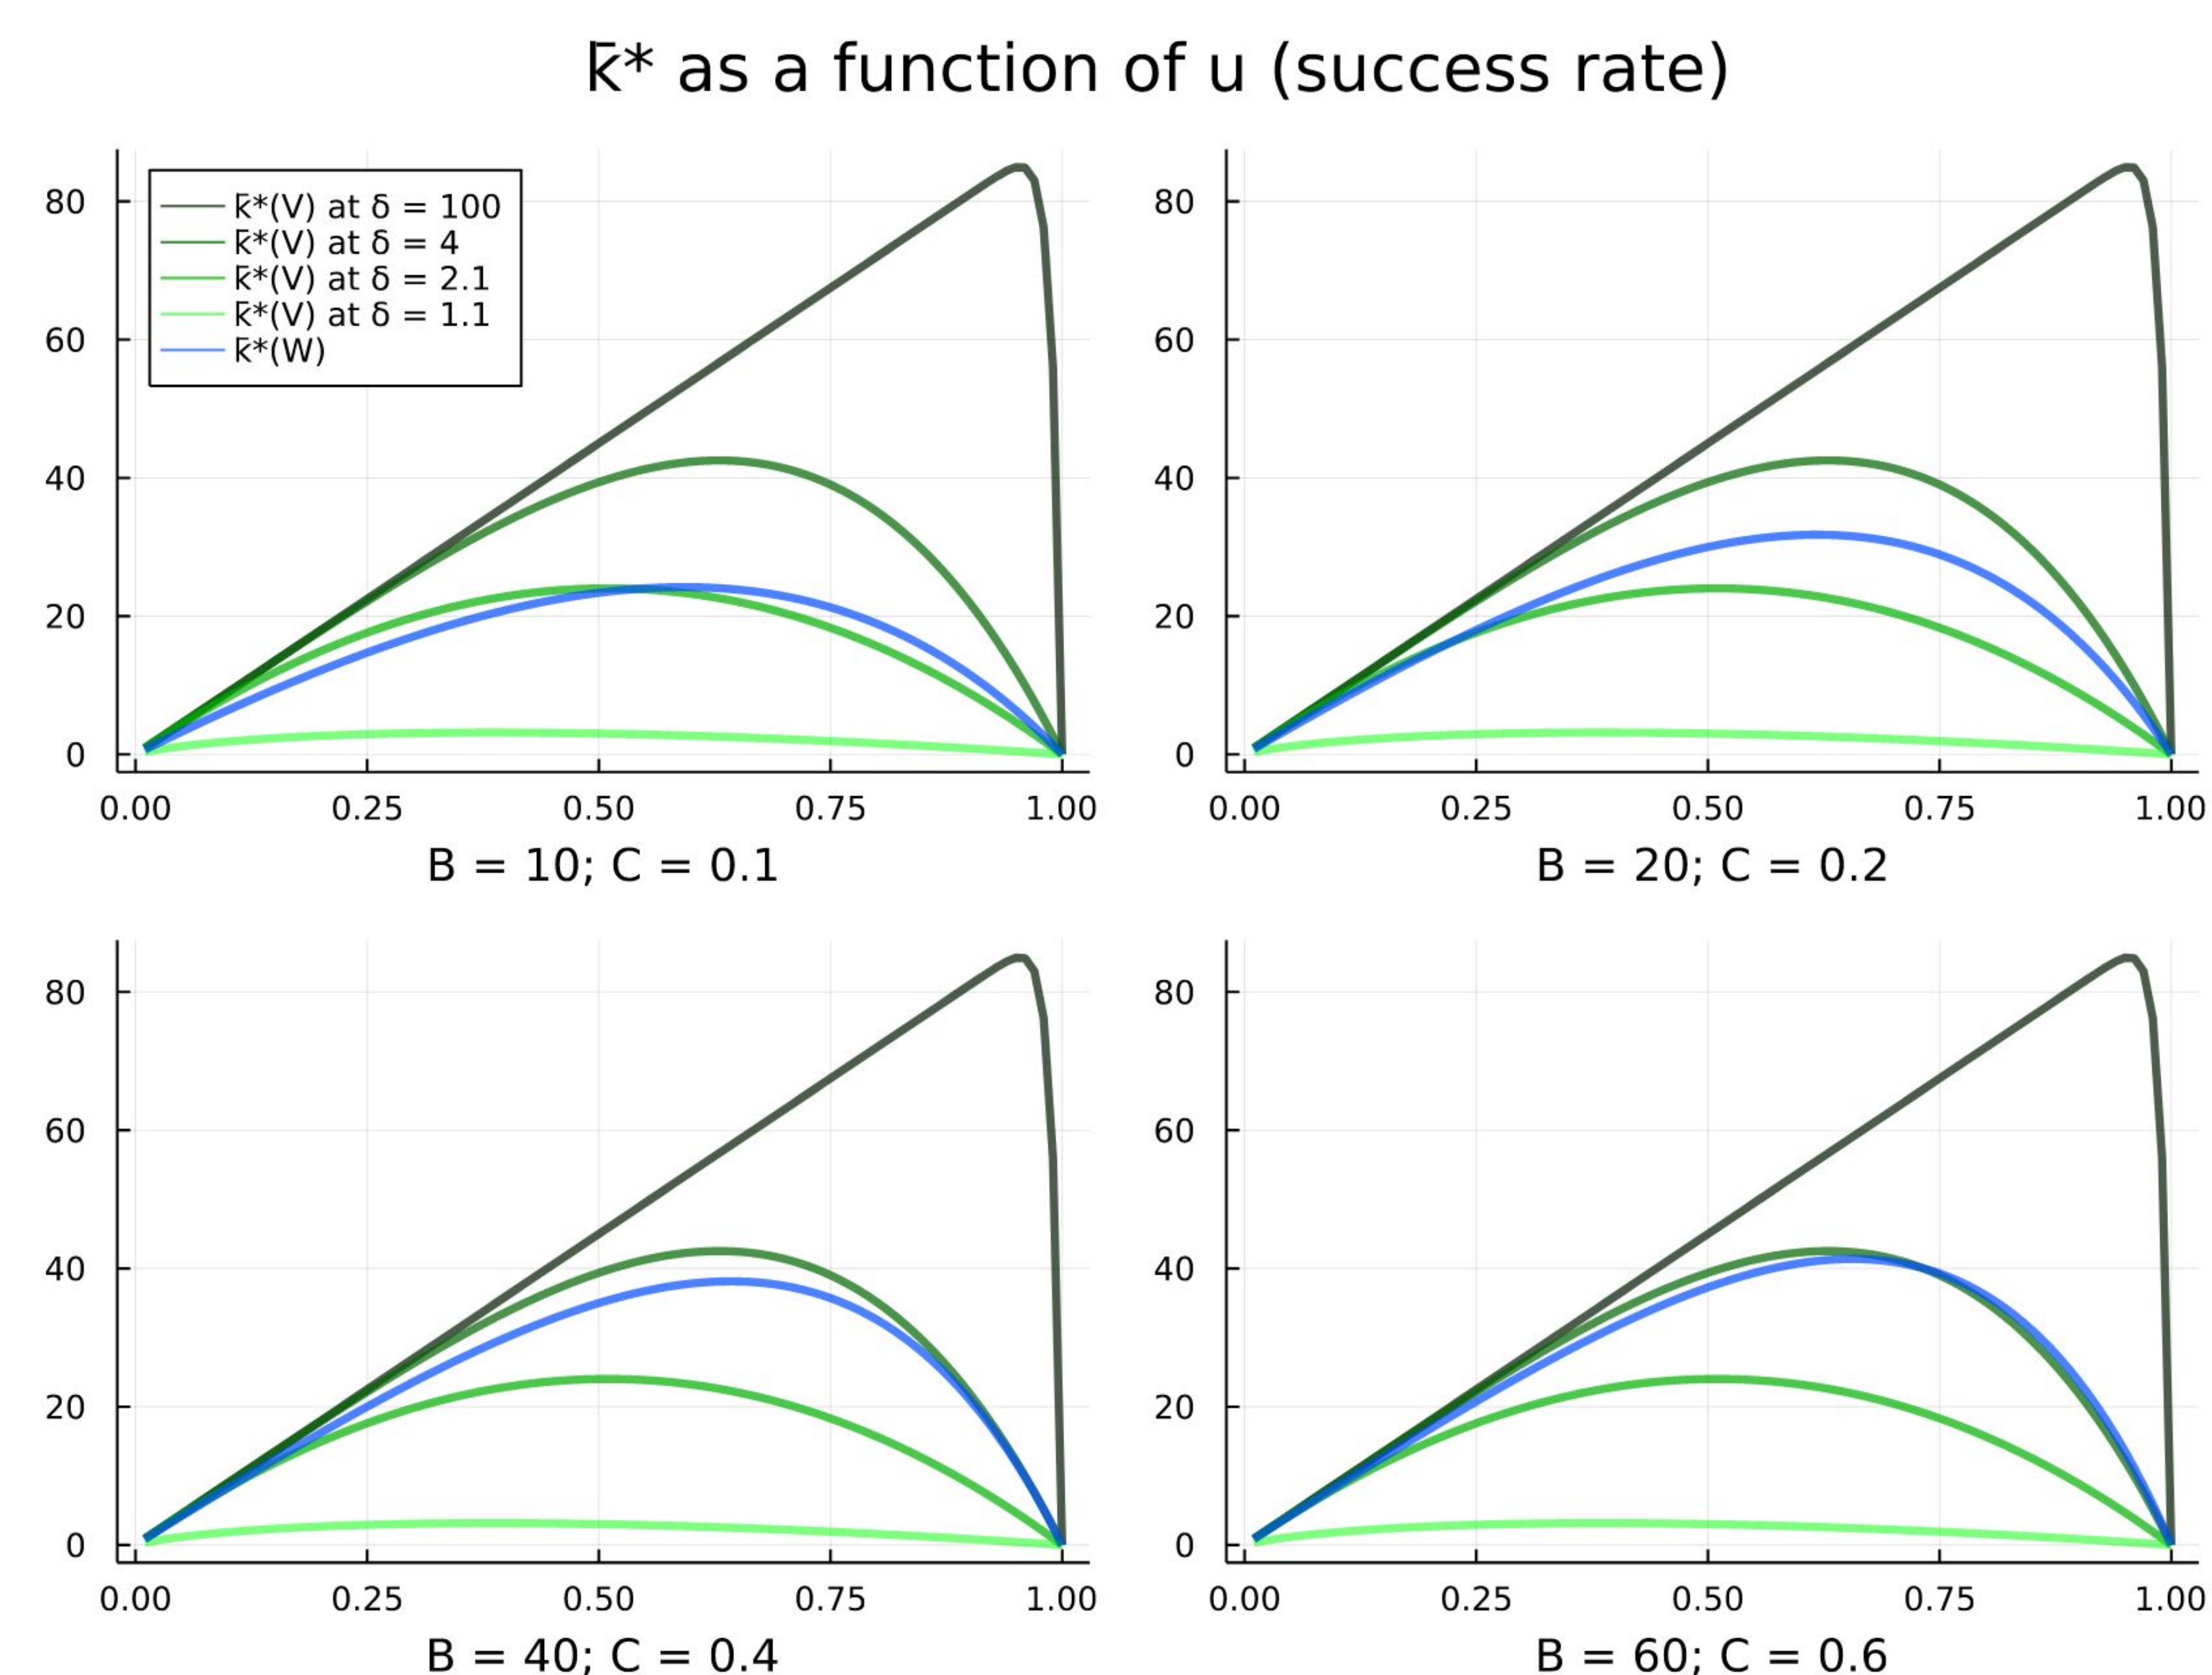 k̄* as a function of u (success rate)
k̄*(V) at δ = 100
k̄*(V) at δ = 4
k̄*(V) at δ = 2.1
k̄*(V) at δ = 1.1
k̄*(W)
80
60
40
20
0
0.00 0.25 0.50 0.75 1.00
B = 10; C = 0.1
80
60
40
20
0
0.00 0.25 0.50 0.75 1.00
B = 20; C = 0.2
80
60
40
20
0
0.00 0.25 0.50 0.75 1.00
B = 40; C = 0.4
80
60
40
20
0
0.00 0.25 0.50 0.75 1.00
B = 60; C = 0.6